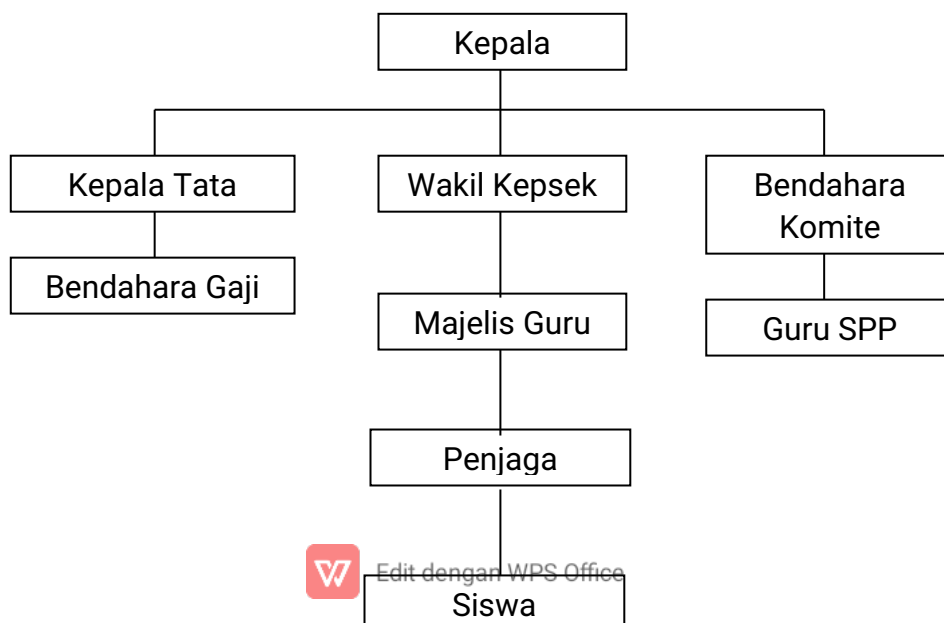 Kepala
Kepala Tata
Wakil Kepsek
Bendahara
Komite
Bendahara Gaji
Majelis Guru
Guru SPP
Penjaga
Edit dengan WPS Office
Siswa